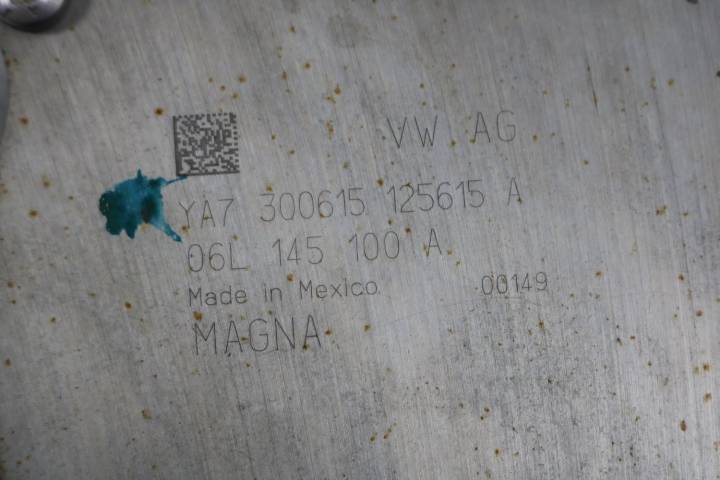 VW AG
YA7 300615 125615 A
06L 145 100 A
Made in Mexico 00149
MAGNA